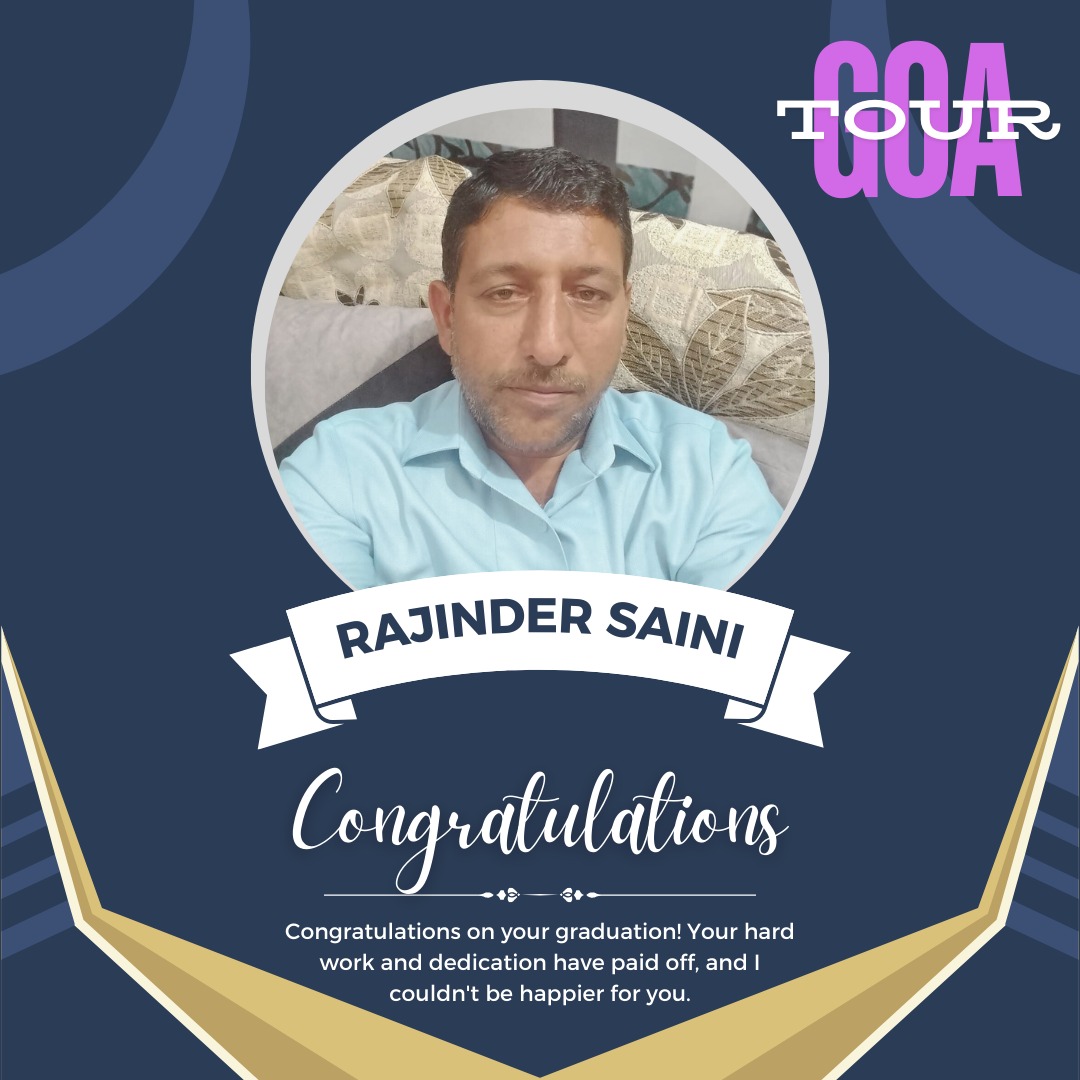 GOA
TOUR
RAJINDER SAINI
Congratulations
Congratulations on your graduation! Your hard
work and dedication have paid off, and I
couldn't be happier for you.